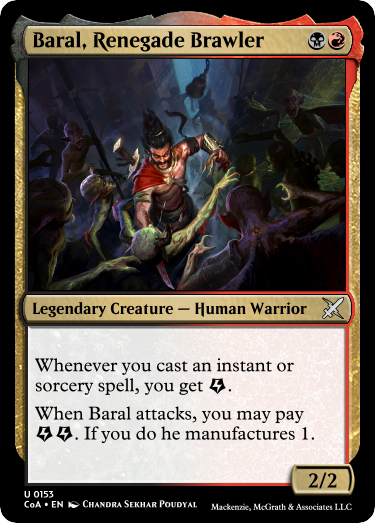 Baral, Renegade Brawler
Legendary Creature — Human Warrior
Whenever you cast an instant or
sorcery spell, you get .
When Baral attacks, you may pay
. If you do he manufactures 1.
2/2
U 0153
CoA • EN Chandra Sekhar Poudyal
Mackenzie, McGrath & Associates LLC